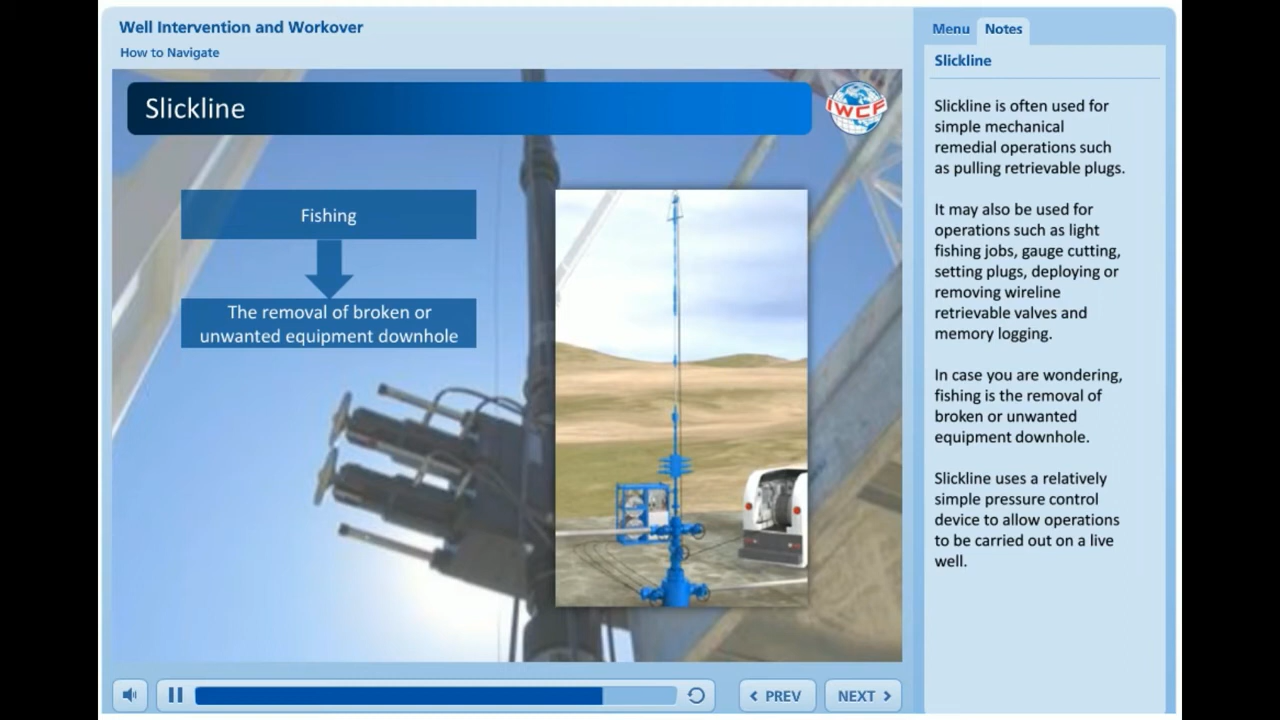 Well Intervention and Workover
How to Navigate
Slickline
IWCF
Fishing
The removal of broken or
unwanted equipment downhole
PREV
NEXT
Menu
Notes
Slickline
Slickline is often used for
simple mechanical
remedial operations such
as pulling retrievable plugs.
It may also be used for
operations such as light
fishing jobs, gauge cutting,
setting plugs, deploying or
removing wireline
retrievable valves and
memory logging.
In case you are wondering,
fishing is the removal of
broken or unwanted
equipment downhole.
Slickline uses a relatively
simple pressure control
device to allow operations
to be carried out on a live
well.